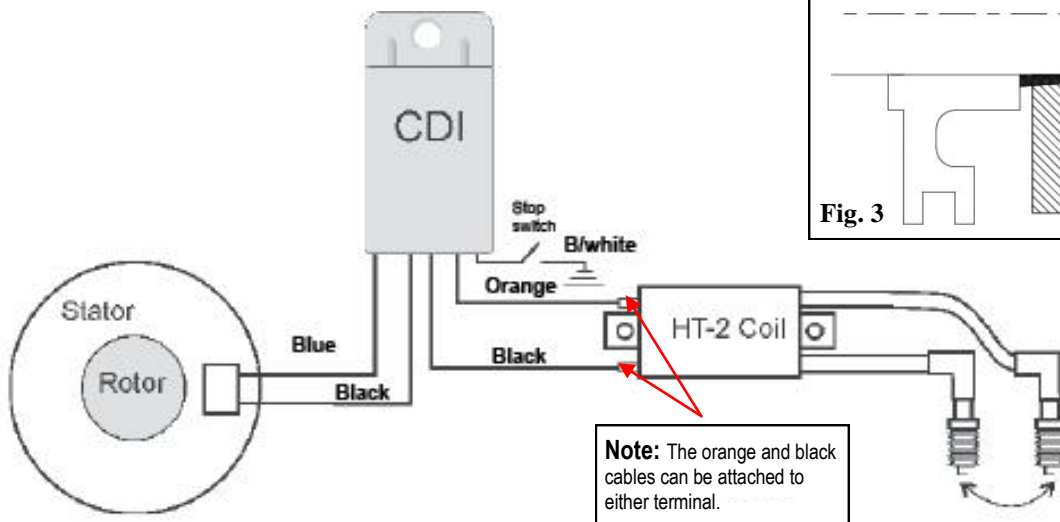 CDI
Fig. 3
Stop
switch
B/white
Orange
Stator
HT-2 Coil
Blue
Black
Rotor
Black
Note: The orange and black
cables can be attached to
either terminal.